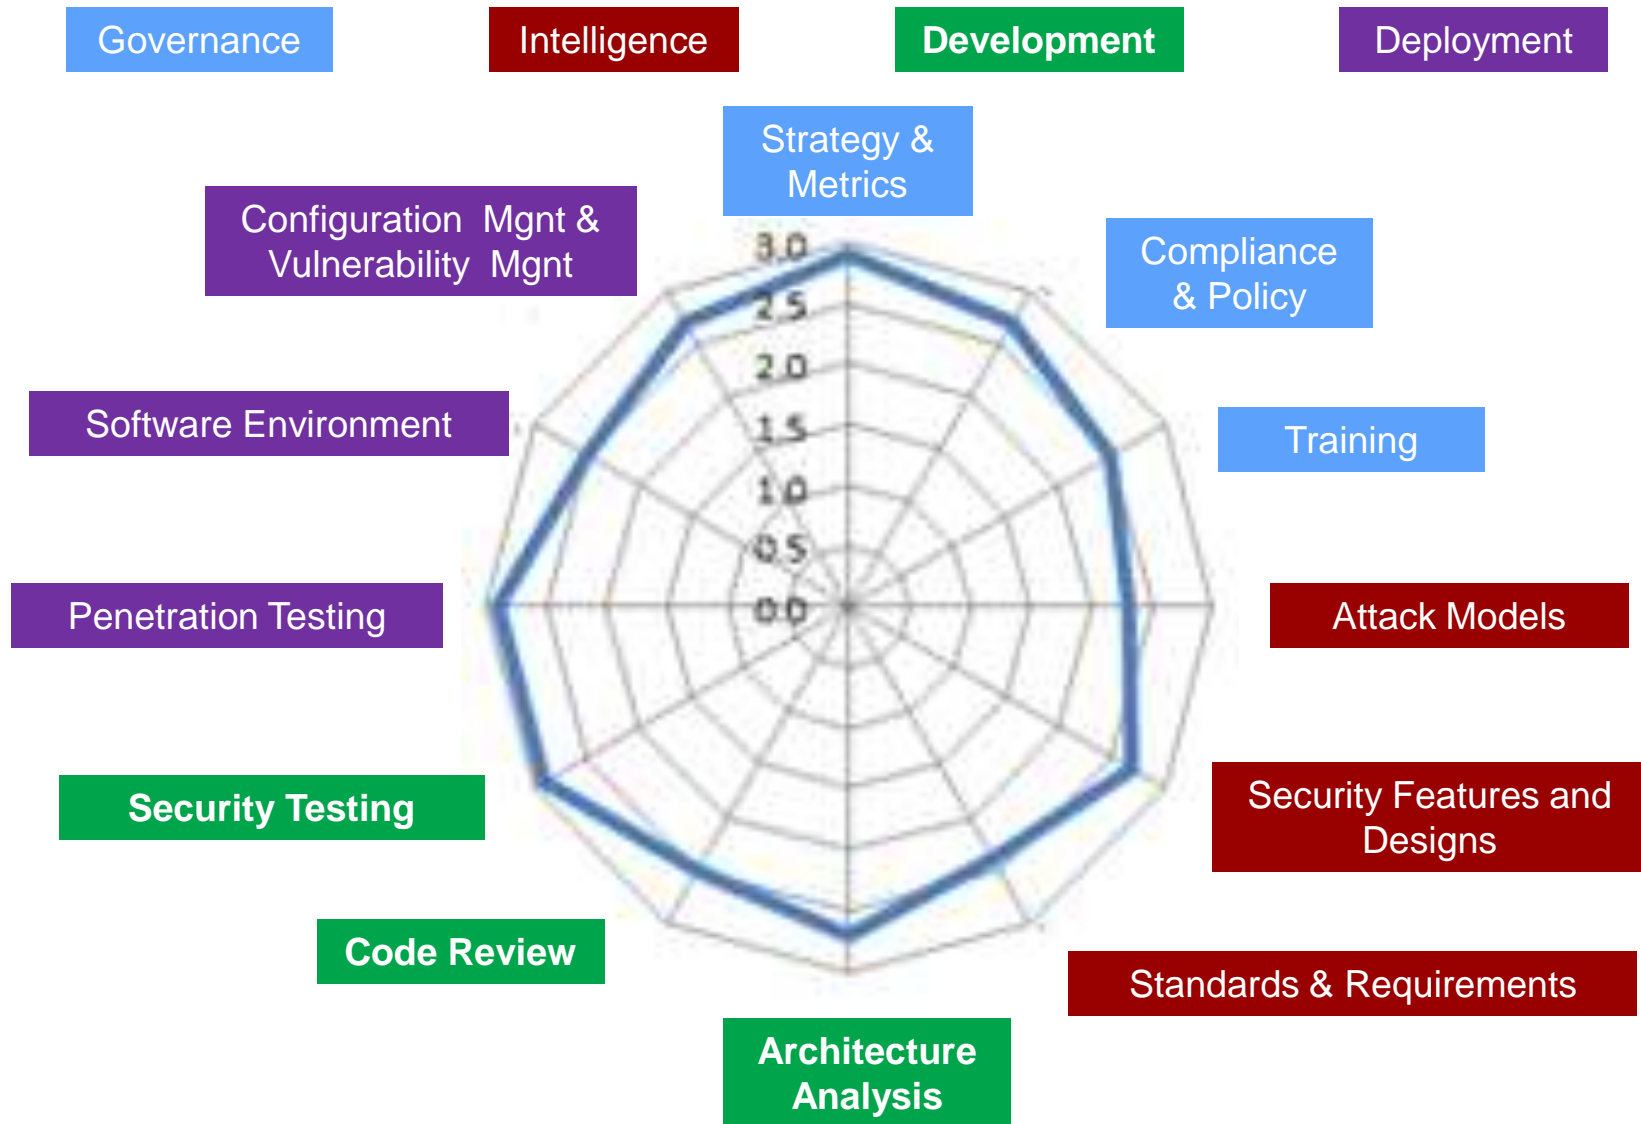 Governance
Intelligence
Development
Deployment
Strategy &
Metrics
Configuration Mgnt &
Vulnerability Mgnt
Compliance
& Policy
3.0
2.5
2.0
1.5
1.0
0.5
0.0
Software Environment
Training
Penetration Testing
Attack Models
Security Testing
Security Features and
Designs
Code Review
Standards & Requirements
Architecture
Analysis